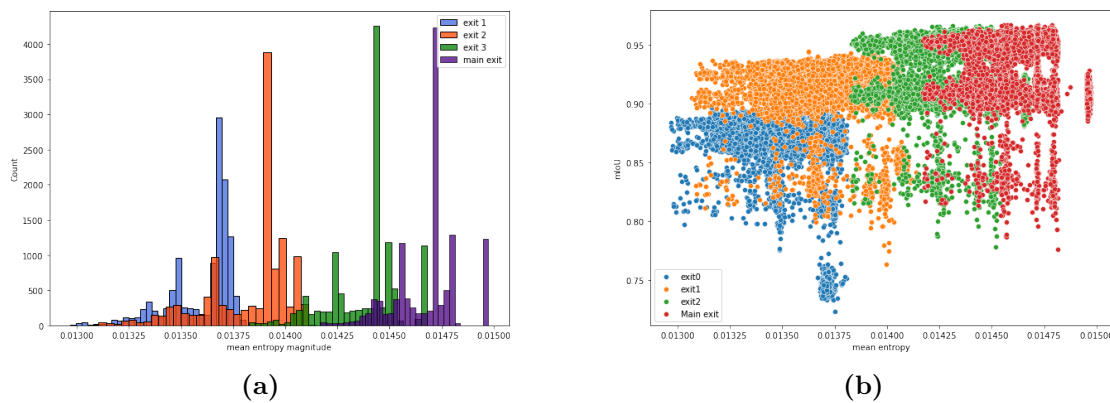 exit 1
exit 2
exit 3
main exit
4000
3500
3000
2500
2000
1500
1000
500
0
Count
0.01300 0.01325 0.01350 0.01375 0.01400 0.01425 0.01450 0.01475 0.01500
mean entropy magnitude
(a)
0.95
0.90
0.85
0.80
0.75
mIoU
exit0
exit1
exit2
Main exit
0.01300 0.01325 0.01350 0.01375 0.01400 0.01425 0.01450 0.01475 0.01500
mean entropy
(b)